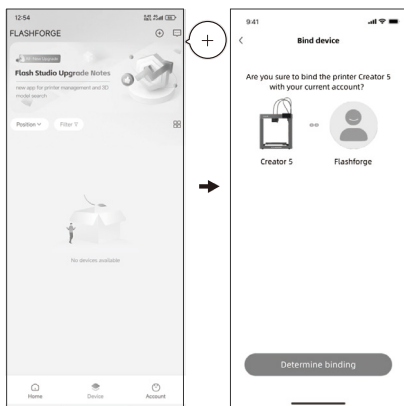 12:54
FLASHFORGE
Flash Studio Upgrade Notes
new app for printer management and 3D
model search
Position
Filter
No devices available
Home
Device
Account
9:41
Bind device
Are you sure to bind the printer Creator 5
with your current account?
Creator 5
Flashforge
Determine binding